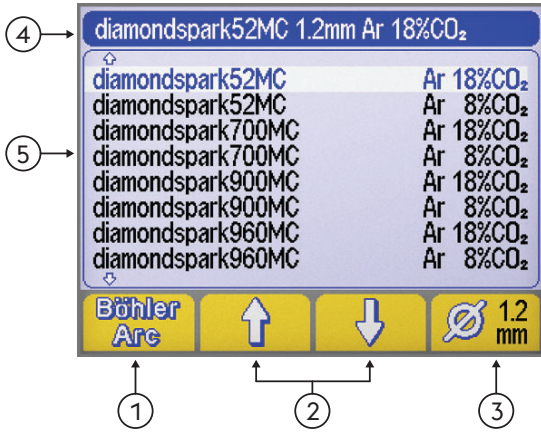 4
diamondspark52MC 1.2mm Ar 18%CO₂
5
diamondspark52MC Ar 18%CO₂
diamondspark52MC Ar 8%CO₂
diamondspark700MC Ar 18%CO₂
diamondspark700MC Ar 8%CO₂
diamondspark900MC Ar 18%CO₂
diamondspark900MC Ar 8%CO₂
diamondspark960MC Ar 18%CO₂
diamondspark960MC Ar 8%CO₂
Böhler
Arc
Ø 1.2
mm
1
2
3